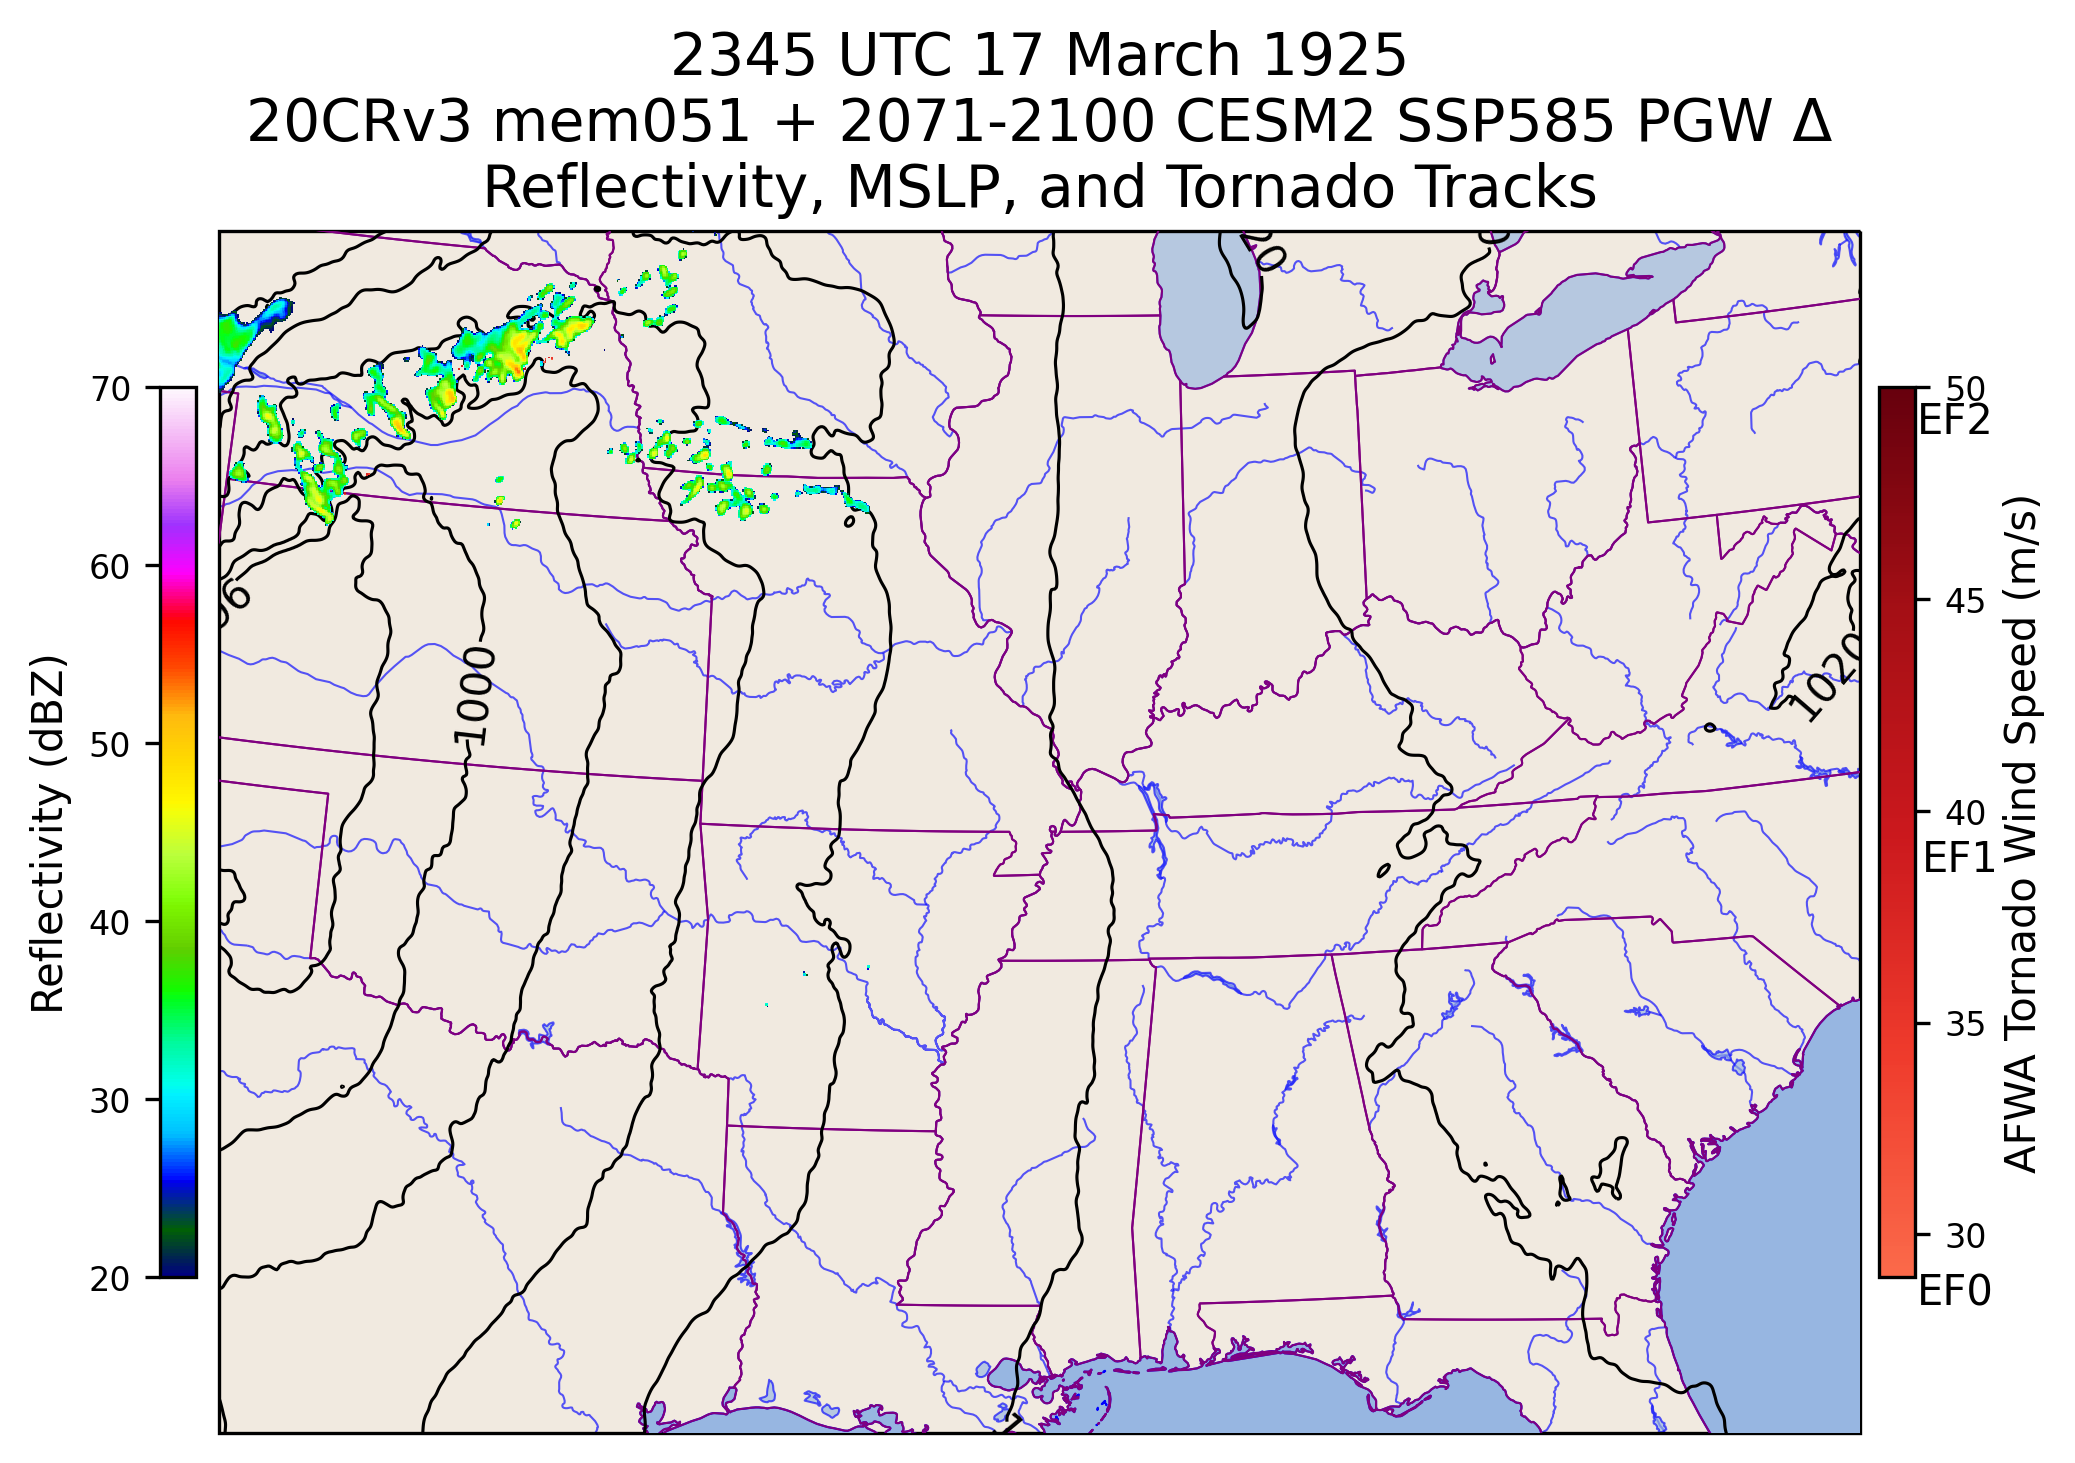 2345 UTC 17 March 1925
20CRv3 mem051 + 2071-2100 CESM2 SSP585 PGW Δ
Reflectivity, MSLP, and Tornado Tracks
70
60
50
40
30
20
Reflectivity (dBZ)
1000
1020
50
EF2
45
40
EF1
35
30
EF0
AFWA Tornado Wind Speed (m/s)